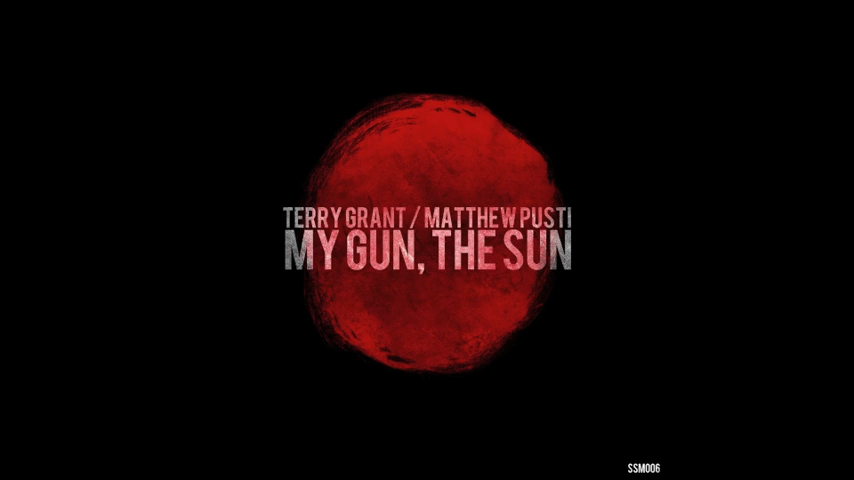 TERRY GRANT / MATTHEW PUSTI
MY GUN, THE SUN
SSM006